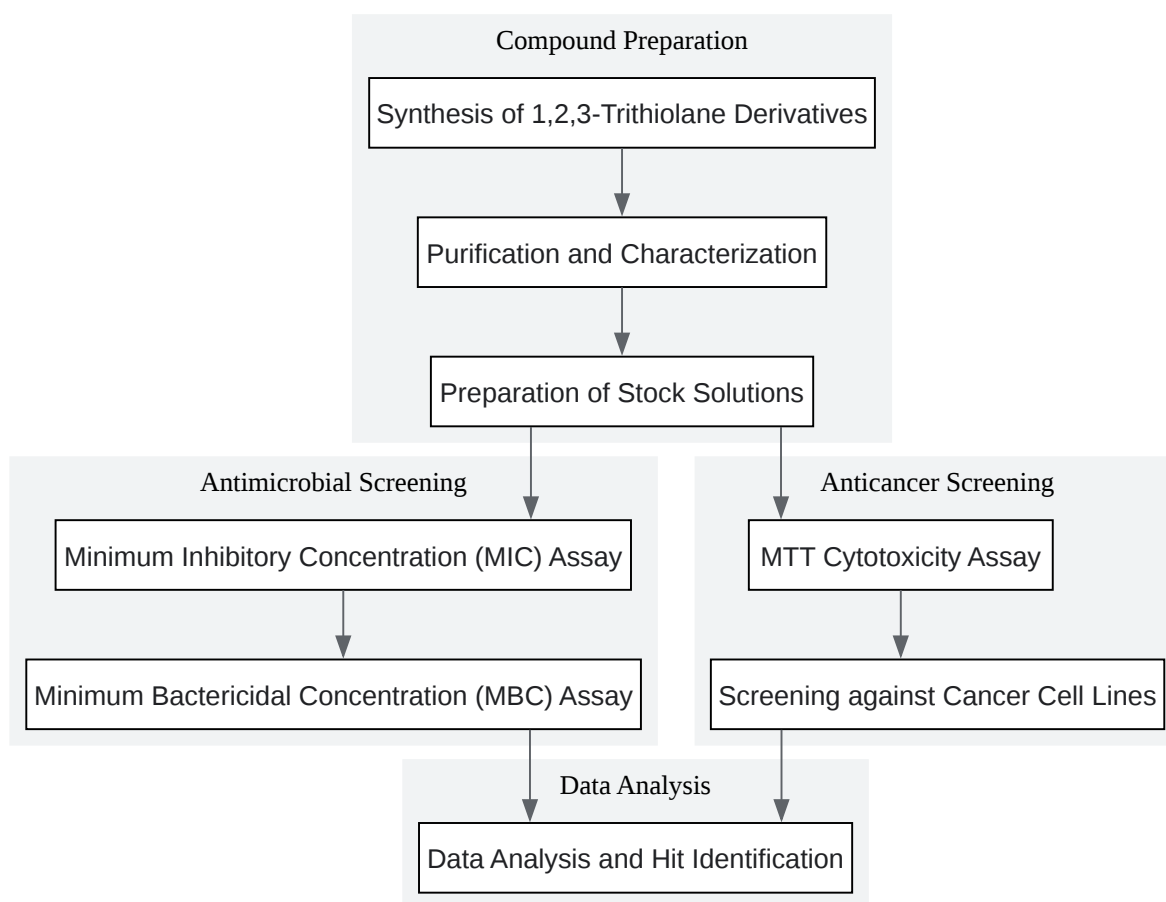 Compound Preparation
Synthesis of 1,2,3-Trithiolane Derivatives
Purification and Characterization
Preparation of Stock Solutions
Antimicrobial Screening
Minimum Inhibitory Concentration (MIC) Assay
Minimum Bactericidal Concentration (MBC) Assay
Anticancer Screening
MTT Cytotoxicity Assay
Screening against Cancer Cell Lines
Data Analysis
Data Analysis and Hit Identification